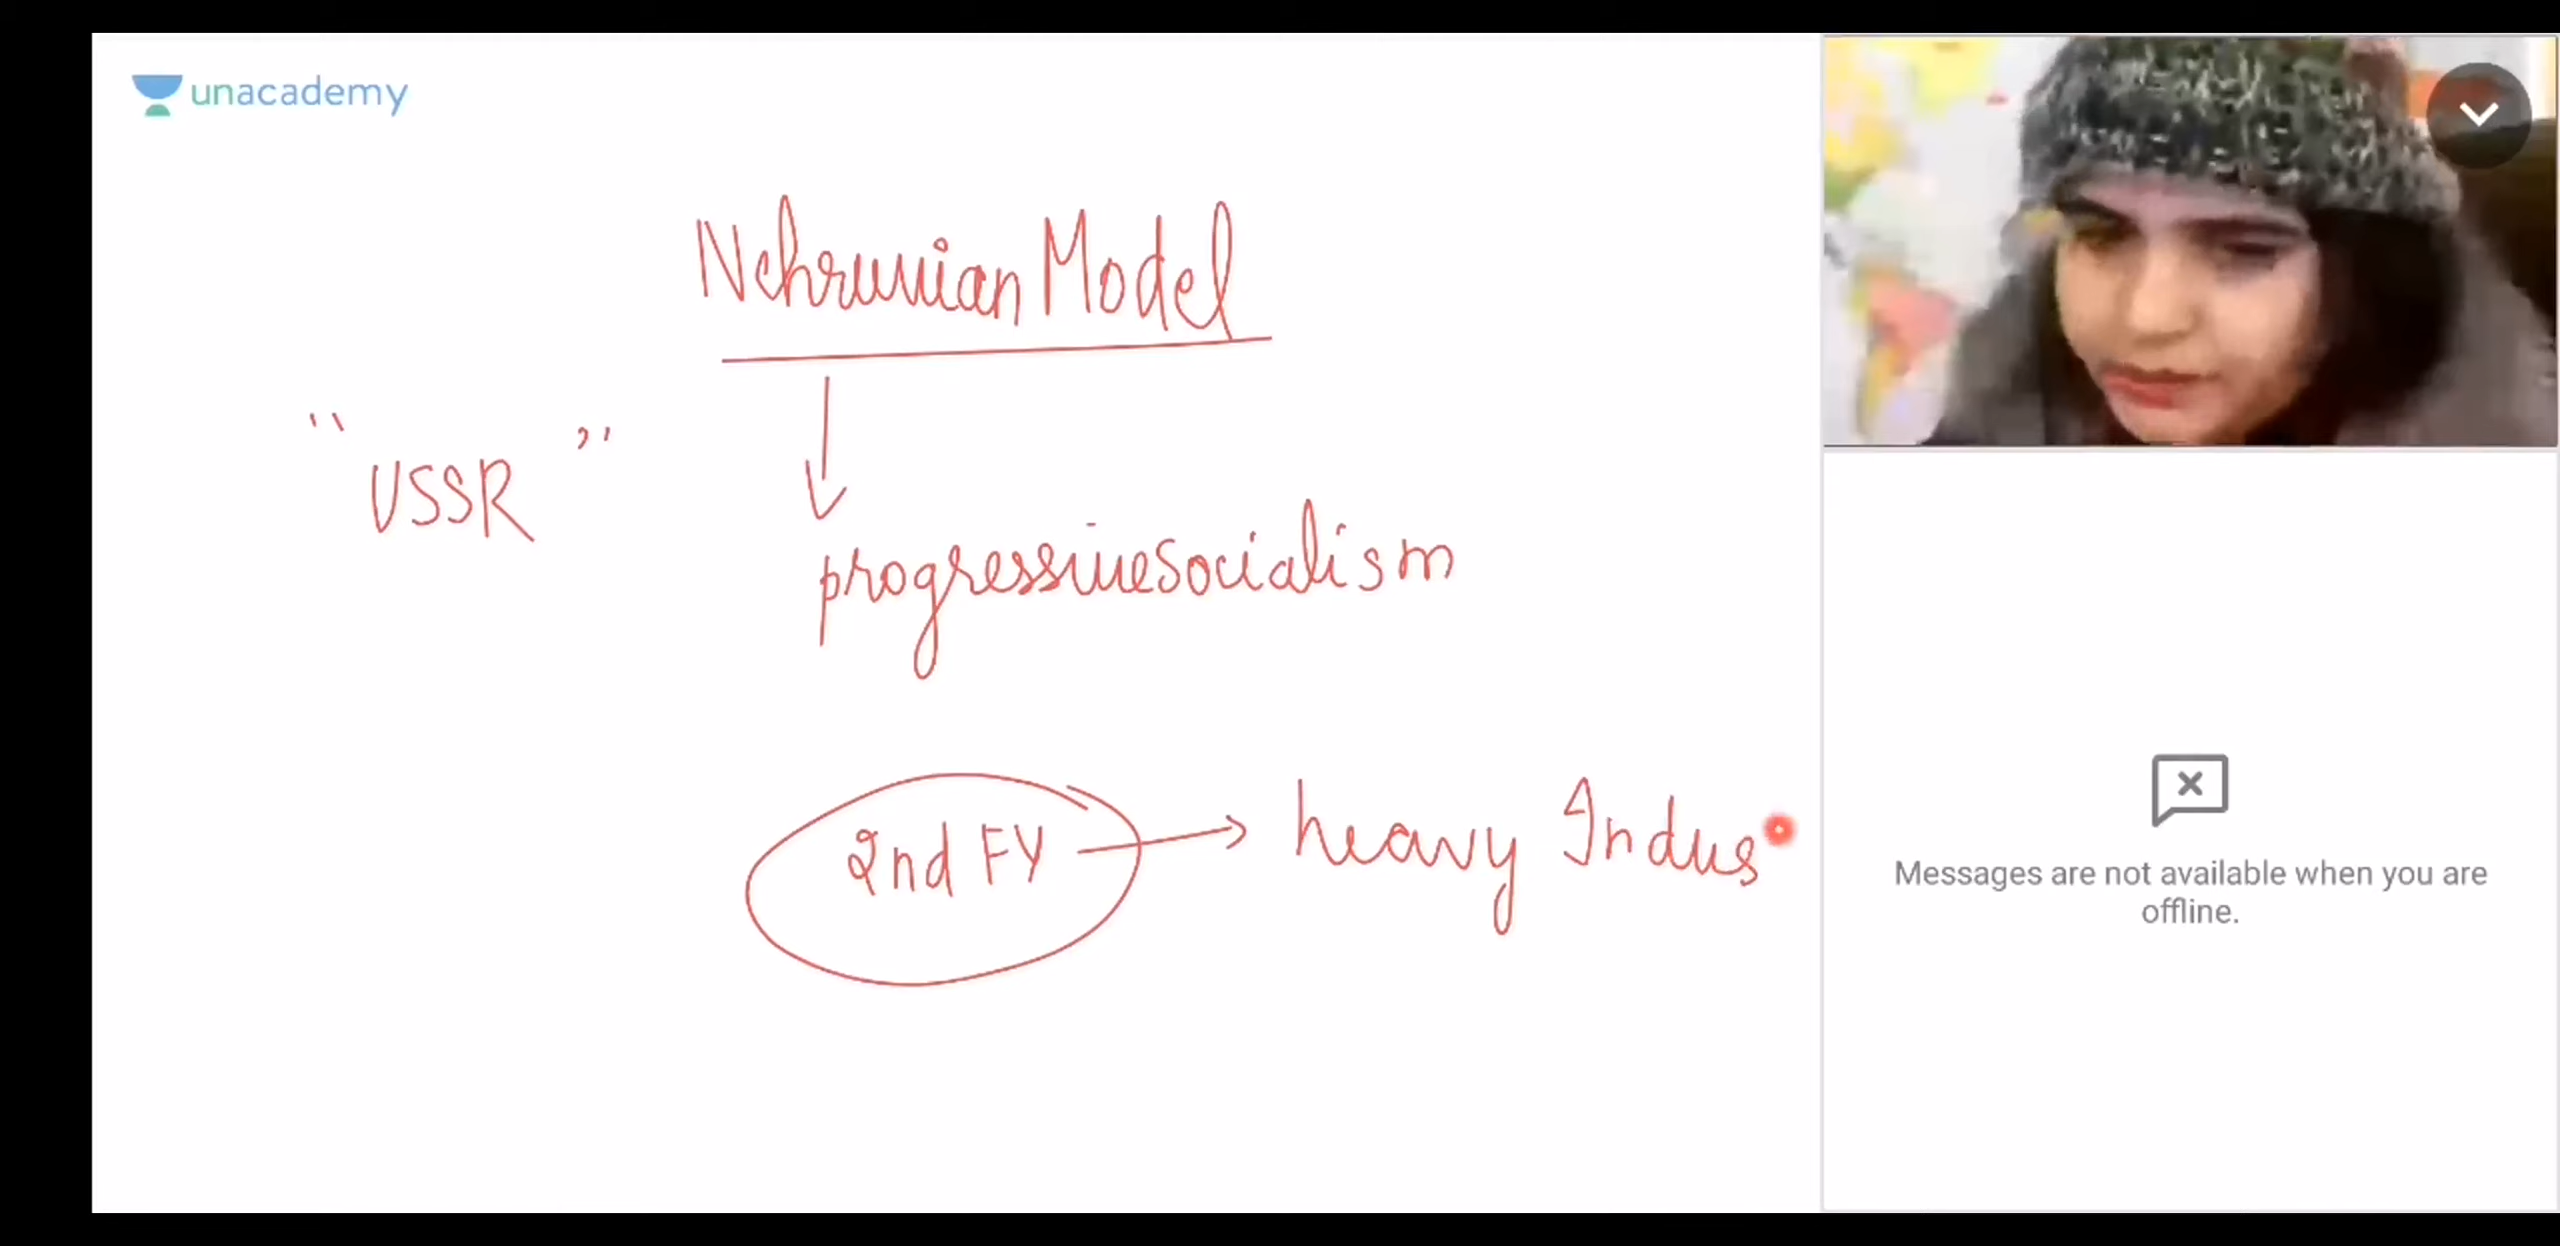 unacademy
Nehruvian Model
"USSR"
progressive socialism
2nd FY → heavy Indus
Messages are not available when you are
offline.